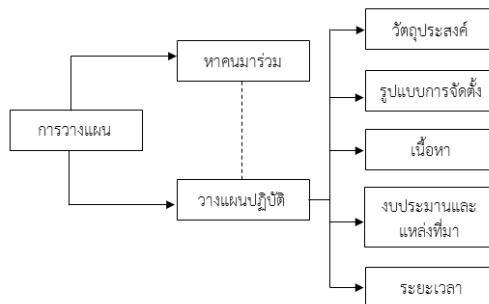 วัตถุประสงค์
หาคนมาร่วม
รูปแบบการจัดตั้ง
การวางแผน
เนื้อหา
วางแผนปฏิบัติ
งบประมานและ
แหล่งที่มา
ระยะเวลา